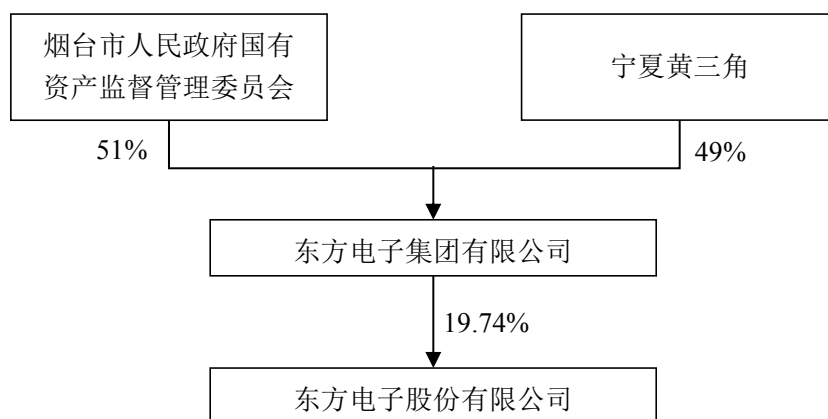 烟台市人民政府国有
资产监督管理委员会
宁夏黄三角
51%
49%
东方电子集团有限公司
19.74%
东方电子股份有限公司